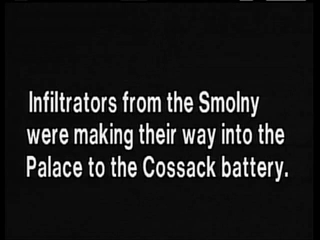 Infiltrators from the Smolny
were making their way into the
Palace to the Cossack battery.